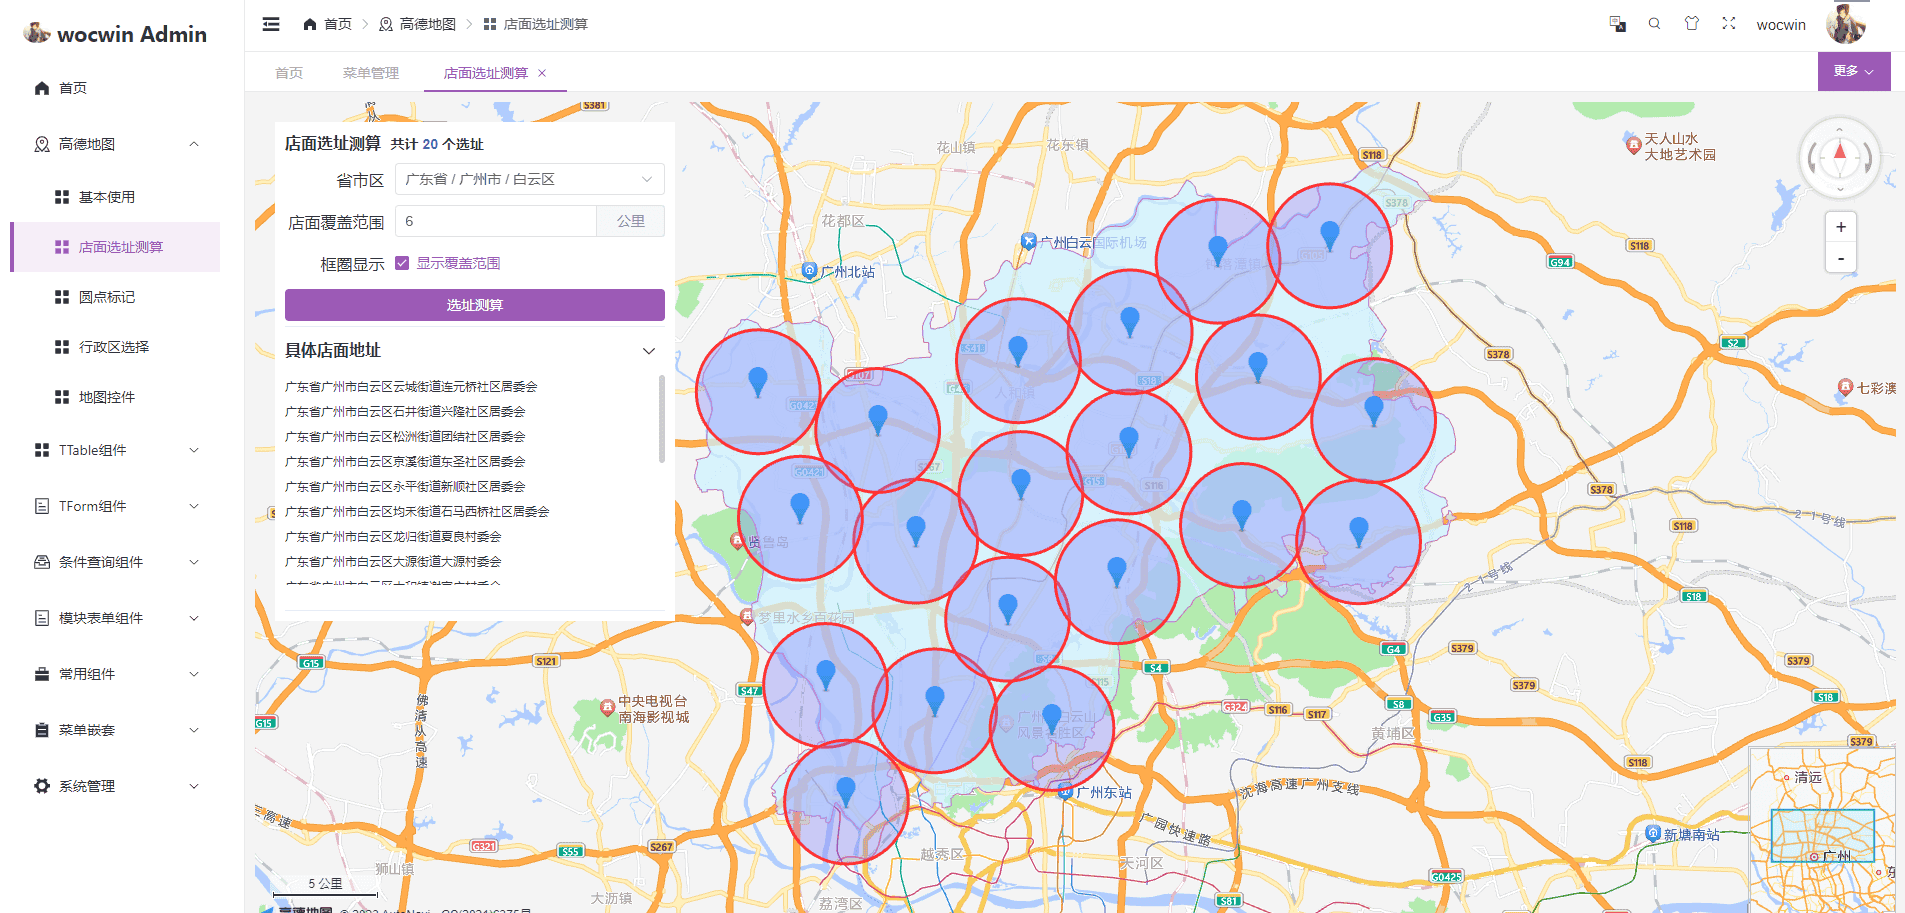 wocwin Admin
首页
高德地图
基本使用
店面选址测算
圆点标记
行政区选择
地图控件
TTable组件
TForm组件
条件查询组件
模块表单组件
常用组件
菜单嵌套
系统管理
首页
高德地图
店面选址测算
wocwin
首页
菜单管理
店面选址测算
更多
店面选址测算 共计 20 个选址
省市区
广东省 / 广州市 / 白云区
店面覆盖范围
6
公里
框圈显示
显示覆盖范围
选址测算
具体店面地址
广东省广州市白云区云城街道连元桥社区居委会
广东省广州市白云区石井街道兴隆社区居委会
广东省广州市白云区松洲街道团结社区居委会
广东省广州市白云区京溪街道东圣社区居委会
广东省广州市白云区永平街道新顺社区居委会
广东省广州市白云区均禾街道石马西桥社区居委会
广东省广州市白云区龙归街道夏良村委会
广东省广州市白云区大源街道大源村委会
S381
花山镇
花东镇
S118
天人山水
大地艺术园
S378
花都区
广州白云国际机场
S118
G94
广州北站
S2
S378
七彩澳
S41
G107
G45
人和镇
S18
G0421
G0421
S267
G15
S116
S378
S118
2-1号线
贤鲁岛
2-1号线
S18
梦里水乡百花园
G4
S379
S379
G15
S121
S4
S115
S47
S379
S18
佛清从高速
中央电视台
南海影视城
G324
S116
S117
S8
G35
G15
黄埔区
S379
S118
广州白云山
风景名胜区
清远
广州东站
沈海高速广州支线
广园快速路
新塘南站
广州
G321
S55
S267
越秀区
天河区
狮山镇
G0425
5 公里
大沥镇
荔湾区
S81
高德地图
+
-